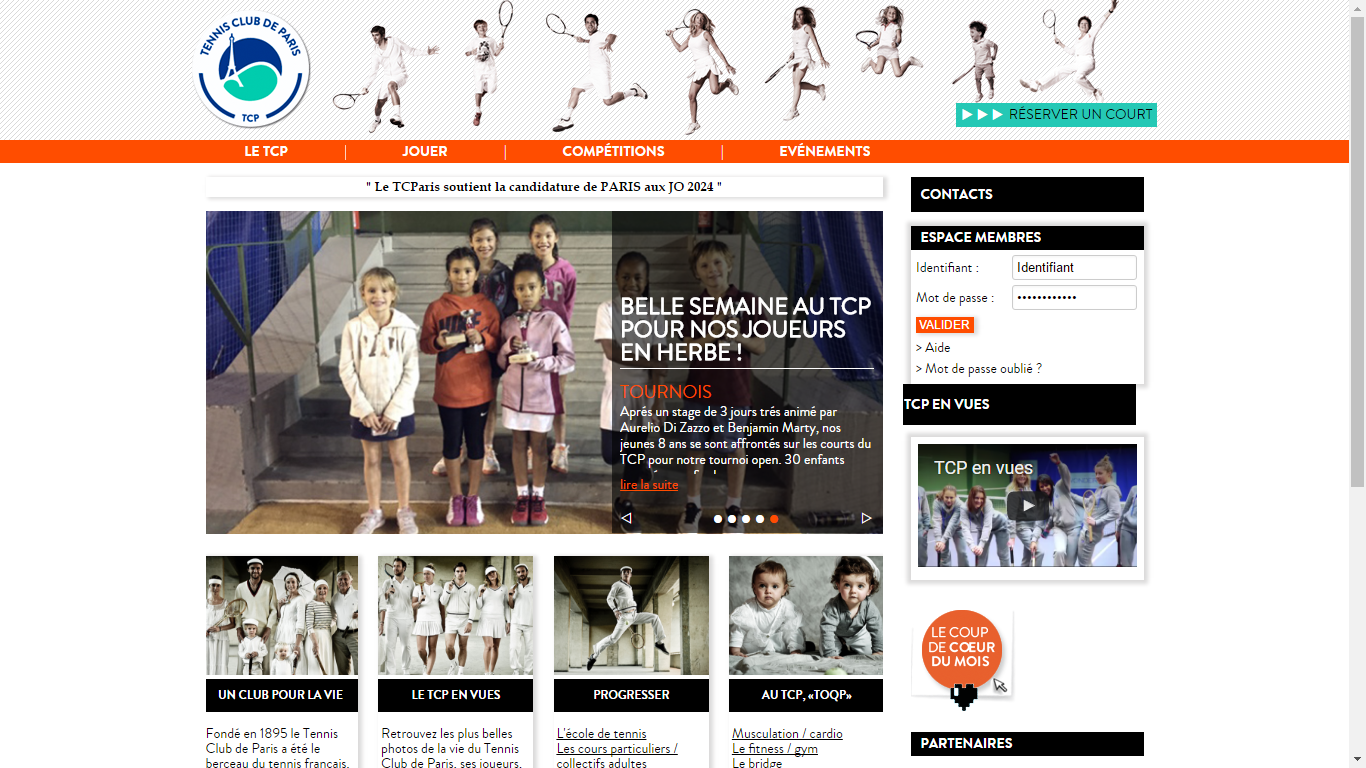 TENNIS CLUB DE PARIS
TCP
RÉSERVER UN COURT
LE TCP
JOUER
COMPÉTITIONS
EVÉNEMENTS
" Le TCParis soutient la candidature de PARIS aux JO 2024 "
BELLE SEMAINE AU TCP
POUR NOS JOUEURS
EN HERBE !
TOURNOIS
Aprés un stage de 3 jours trés animé par
Aurelio Di Zazzo et Benjamin Marty, nos
jeunes 8 ans se sont affrontés sur les courts du
TCP pour notre tournoi open. 30 enfants
lire la suite
CONTACTS
ESPACE MEMBRES
Identifiant :
Identifiant
Mot de passe :
••••••••••••
VALIDER
> Aide
> Mot de passe oublié ?
TCP EN VUES
TCP en vues
LE COUP
DE CŒUR
DU MOIS
PARTENAIRES
UN CLUB POUR LA VIE
Fondé en 1895 le Tennis
Club de Paris a été le
berceau du tennis français,
LE TCP EN VUES
Retrouvez les plus belles
photos de la vie du Tennis
Club de Paris, ses joueurs,
PROGRESSER
L'école de tennis
Les cours particuliers /
collectifs adultes
AU TCP, «TOQP»
Musculation / cardio
Le fitness / gym
Le bridge